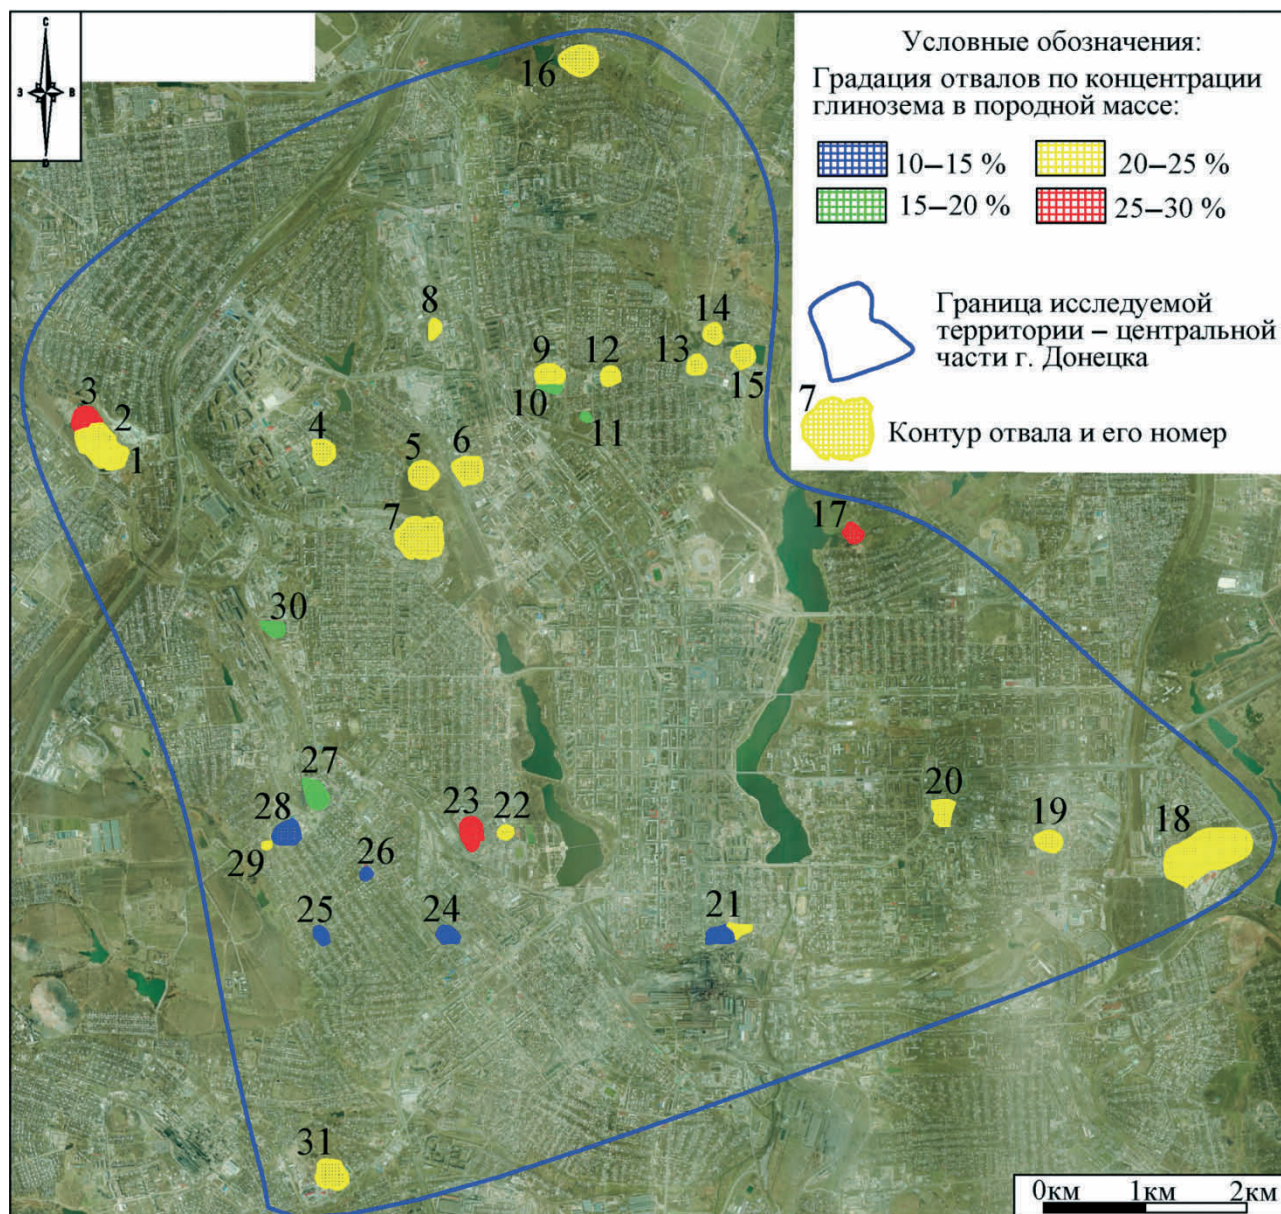 С
З
В
Ю
Условные обозначения:
Градация отвалов по концентрации
глинозема в породной массе:
10–15 %
20–25 %
15–20 %
25–30 %
Граница исследуемой
территории – центральной
части г. Донецка
7
Контур отвала и его номер
16
8
14
9
12
13
15
10
11
3
2
1
4
5
6
7
17
30
27
28
29
23
22
26
25
24
21
20
19
18
31
0км
1км
2км